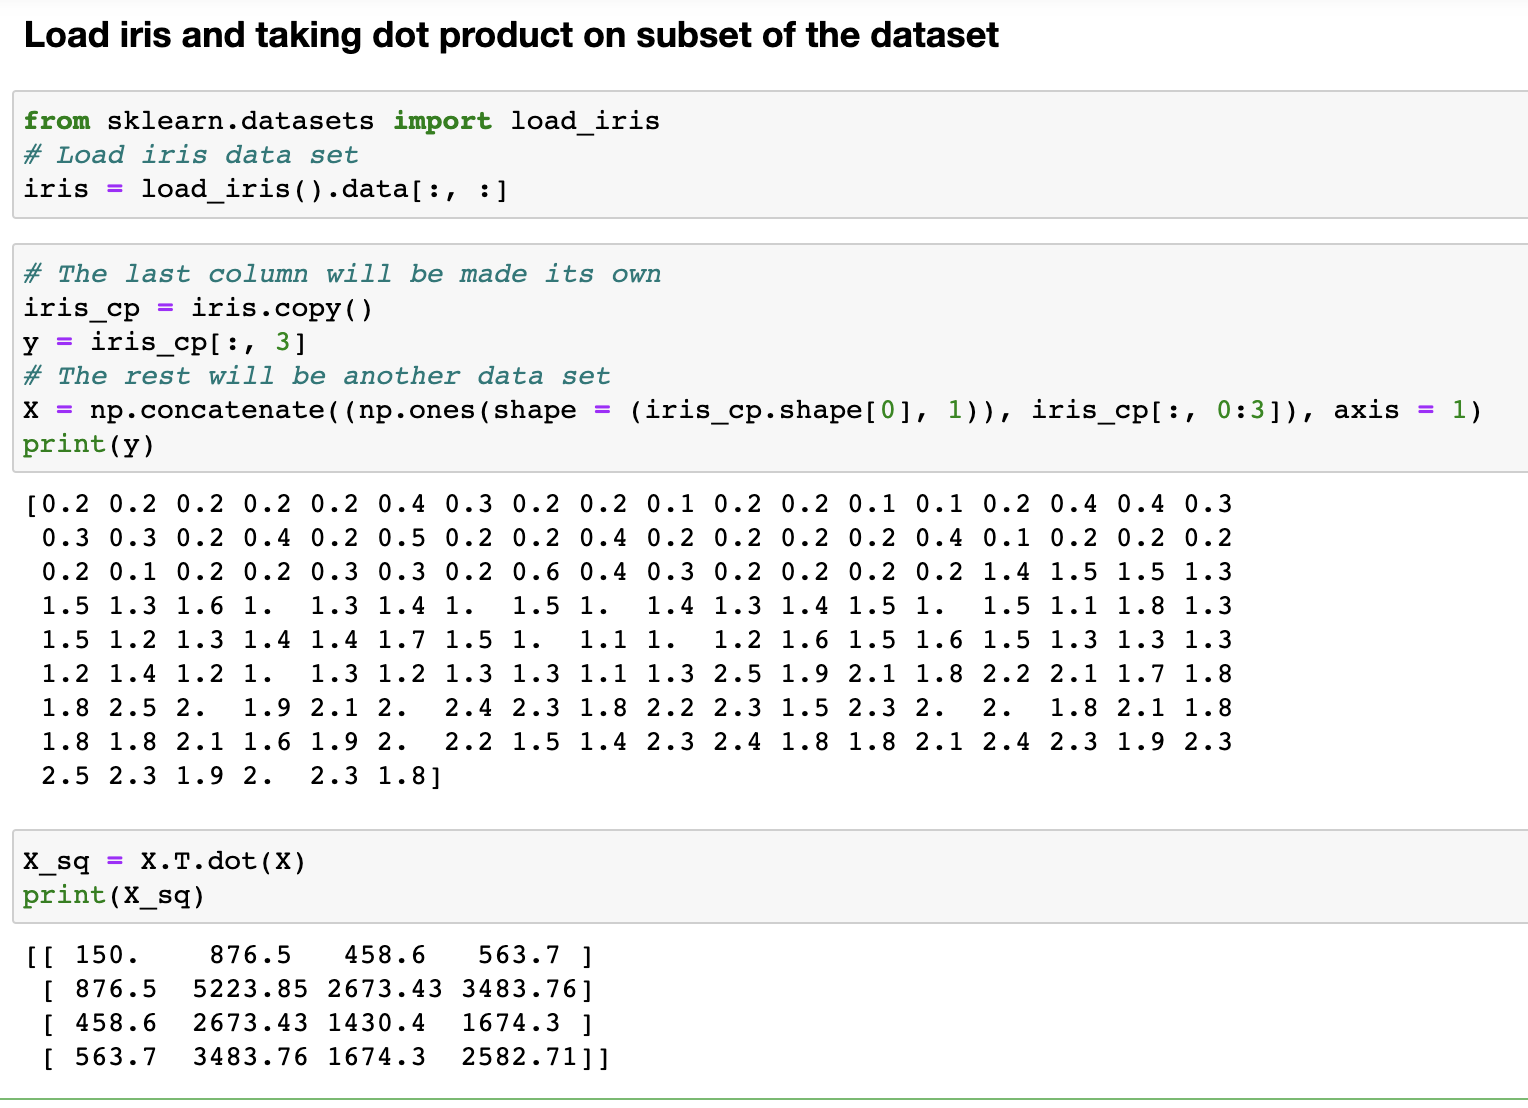 Load iris and taking dot product on subset of the dataset
from sklearn.datasets import load_iris
# Load iris data set
iris = load_iris().data[:, :]
# The last column will be made its own
iris_cp = iris.copy()
y = iris_cp[:, 3]
# The rest will be another data set
X = np.concatenate((np.ones(shape = (iris_cp.shape[0], 1)), iris_cp[:, 0:3]), axis = 1)
print(y)
[0.2 0.2 0.2 0.2 0.2 0.4 0.3 0.2 0.2 0.1 0.2 0.2 0.1 0.1 0.2 0.4 0.4 0.3
 0.3 0.3 0.2 0.4 0.2 0.5 0.2 0.2 0.4 0.2 0.2 0.2 0.2 0.4 0.1 0.2 0.2 0.2
 0.2 0.1 0.2 0.2 0.3 0.3 0.2 0.6 0.4 0.3 0.2 0.2 0.2 0.2 1.4 1.5 1.5 1.3
 1.5 1.3 1.6 1.  1.3 1.4 1.  1.5 1.  1.4 1.3 1.4 1.5 1.  1.5 1.1 1.8 1.3
 1.5 1.2 1.3 1.4 1.4 1.7 1.5 1.  1.1 1.  1.2 1.6 1.5 1.6 1.5 1.3 1.3 1.3
 1.2 1.4 1.2 1.  1.3 1.2 1.3 1.3 1.1 1.3 2.5 1.9 2.1 1.8 2.2 2.1 1.7 1.8
 1.8 2.5 2.  1.9 2.1 2.  2.4 2.3 1.8 2.2 2.3 1.5 2.3 2.  2.  1.8 2.1 1.8
 1.8 1.8 2.1 1.6 1.9 2.  2.2 1.5 1.4 2.3 2.4 1.8 1.8 2.1 2.4 2.3 1.9 2.3
 2.5 2.3 1.9 2.  2.3 1.8]
X_sq = X.T.dot(X)
print(X_sq)
[[ 150.    876.5   458.6   563.7 ]
 [ 876.5  5223.85 2673.43 3483.76]
 [ 458.6  2673.43 1430.4  1674.3 ]
 [ 563.7  3483.76 1674.3  2582.71]]